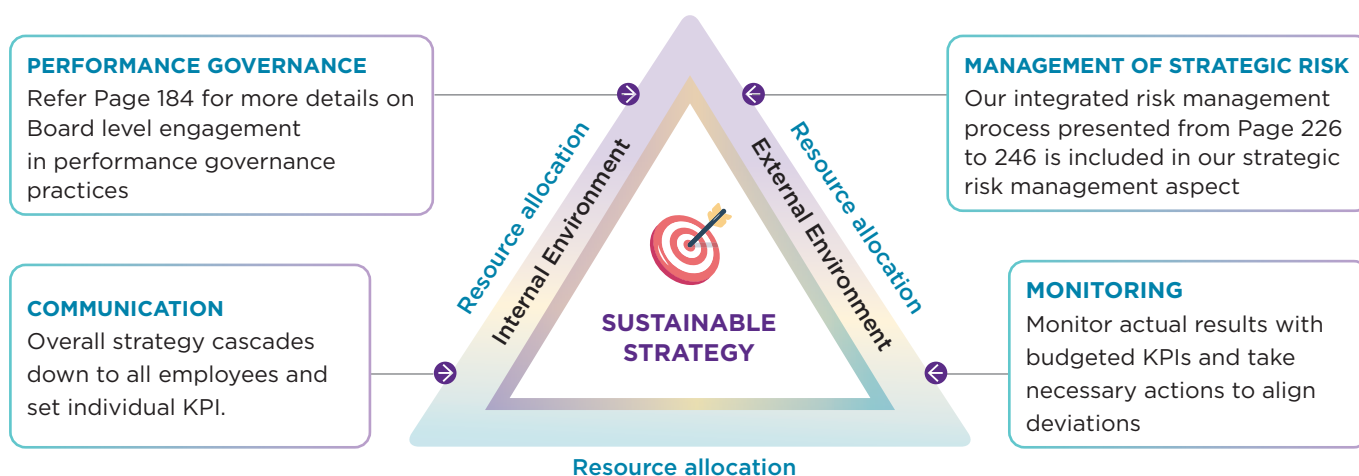 PERFORMANCE GOVERNANCE
Refer Page 184 for more details on
Board level engagement
in performance governance
practices
COMMUNICATION
Overall strategy cascades
down to all employees and
set individual KPI.
Resource allocation
Internal Environment
SUSTAINABLE
STRATEGY
External Environment
Resource allocation
Resource allocation
MANAGEMENT OF STRATEGIC RISK
Our integrated risk management
process presented from Page 226
to 246 is included in our strategic
risk management aspect
MONITORING
Monitor actual results with
budgeted KPIs and take
necessary actions to align
deviations